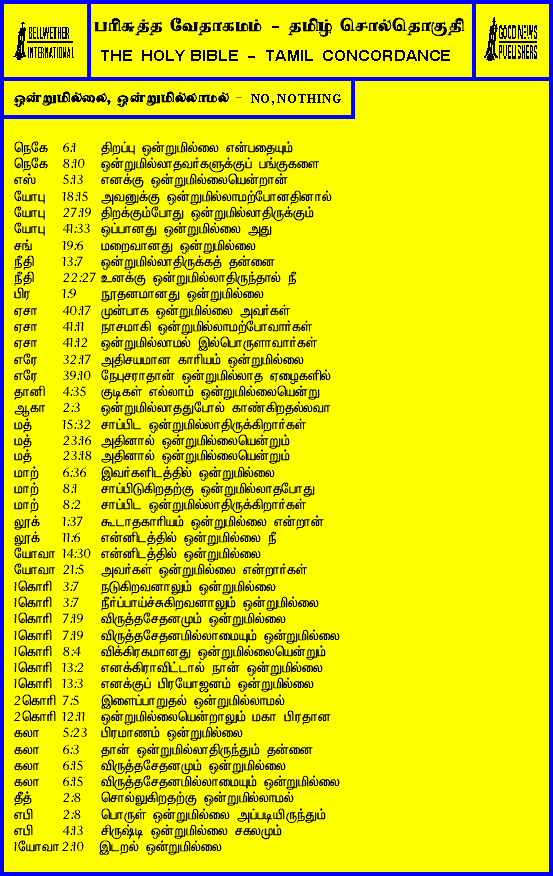 BELLWETHER
INTERNATIONAL
பரிசுத்த வேதாகமம் - தமிழ் சொல்தொகுதி
THE HOLY BIBLE - TAMIL CONCORDANCE
GOOD NEWS
PUBLISHERS
ஒன்றுமில்லை, ஒன்றுமில்லாமல் - NO,NOTHING
நெகே 6:1 திறப்பு ஒன்றுமில்லை என்பதையும்
நெகே 8:10 ஒன்றுமில்லாதவர்களுக்குப் பங்குகளை
எஸ் 5:13 எனக்கு ஒன்றுமில்லையென்றான்
யோபு 18:15 அவனுக்கு ஒன்றுமில்லாமற்போனதினால்
யோபு 27:19 திறக்கும்போது ஒன்றுமில்லாதிருக்கும்
யோபு 41:33 ஒப்பானது ஒன்றுமில்லை அது
சங் 19:6 மறைவானது ஒன்றுமில்லை
நீதி 13:7 ஒன்றுமில்லாதிருக்கத் தன்னை
நீதி 22:27 உனக்கு ஒன்றுமில்லாதிருந்தால் நீ
பிர 1:9 நூதனமானது ஒன்றுமில்லை
ஏசா 40:17 முன்பாக ஒன்றுமில்லை அவர்கள்
ஏசா 41:11 நாசமாகி ஒன்றுமில்லாமற்போவார்கள்
ஏசா 41:12 ஒன்றுமில்லாமல் இல்பொருளாவார்கள்
எரே 32:17 அதிசயமான காரியம் ஒன்றுமில்லை
எரே 39:10 நேபுசராதான் ஒன்றுமில்லாத ஏழைகளில்
தானி 4:35 குடிகள் எல்லாம் ஒன்றுமில்லையென்று
ஆகா 2:3 ஒன்றுமில்லாததுபோல் காண்கிறதல்லவா
மத் 15:32 சாப்பிட ஒன்றுமில்லாதிருக்கிறார்கள்
மத் 23:16 அதினால் ஒன்றுமில்லையென்றும்
மத் 23:18 அதினால் ஒன்றுமில்லையென்றும்
மாற் 6:36 இவர்களிடத்தில் ஒன்றுமில்லை
மாற் 8:1 சாப்பிடுகிறதற்கு ஒன்றுமில்லாதபோது
மாற் 8:2 சாப்பிட ஒன்றுமில்லாதிருக்கிறார்கள்
லூக் 1:37 கூடாதகாரியம் ஒன்றுமில்லை என்றான்
லூக் 11:6 என்னிடத்தில் ஒன்றுமில்லை நீ
யோவா 14:30 என்னிடத்தில் ஒன்றுமில்லை
யோவா 21:5 அவர்கள் ஒன்றுமில்லை என்றார்கள்
1கொரி 3:7 நடுகிறவனாலும் ஒன்றுமில்லை
1கொரி 3:7 நீர்ப்பாய்ச்சுகிறவனாலும் ஒன்றுமில்லை
1கொரி 7:19 விருத்தசேதனமும் ஒன்றுமில்லை
1கொரி 7:19 விருத்தசேதனமில்லாமையும் ஒன்றுமில்லை
1கொரி 8:4 விக்கிரகமானது ஒன்றுமில்லையென்றும்
1கொரி 13:2 எனக்கிராவிட்டால் நான் ஒன்றுமில்லை
1கொரி 13:3 எனக்குப் பிரயோஜனம் ஒன்றுமில்லை
2கொரி 7:5 இளைப்பாறுதல் ஒன்றுமில்லாமல்
2கொரி 12:11 ஒன்றுமில்லையென்றாலும் மகா பிரதான
கலா 5:23 பிரமாணம் ஒன்றுமில்லை
கலா 6:3 தான் ஒன்றுமில்லாதிருந்தும் தன்னை
கலா 6:15 விருத்தசேதனமும் ஒன்றுமில்லை
கலா 6:15 விருத்தசேதனமில்லாமையும் ஒன்றுமில்லை
தீத் 2:8 சொல்லுகிறதற்கு ஒன்றுமில்லாமல்
எபி 2:8 பொருள் ஒன்றுமில்லை அப்படியிருந்தும்
எபி 4:13 சிருஷ்டி ஒன்றுமில்லை சகலமும்
1யோவா 2:10 இடறல் ஒன்றுமில்லை